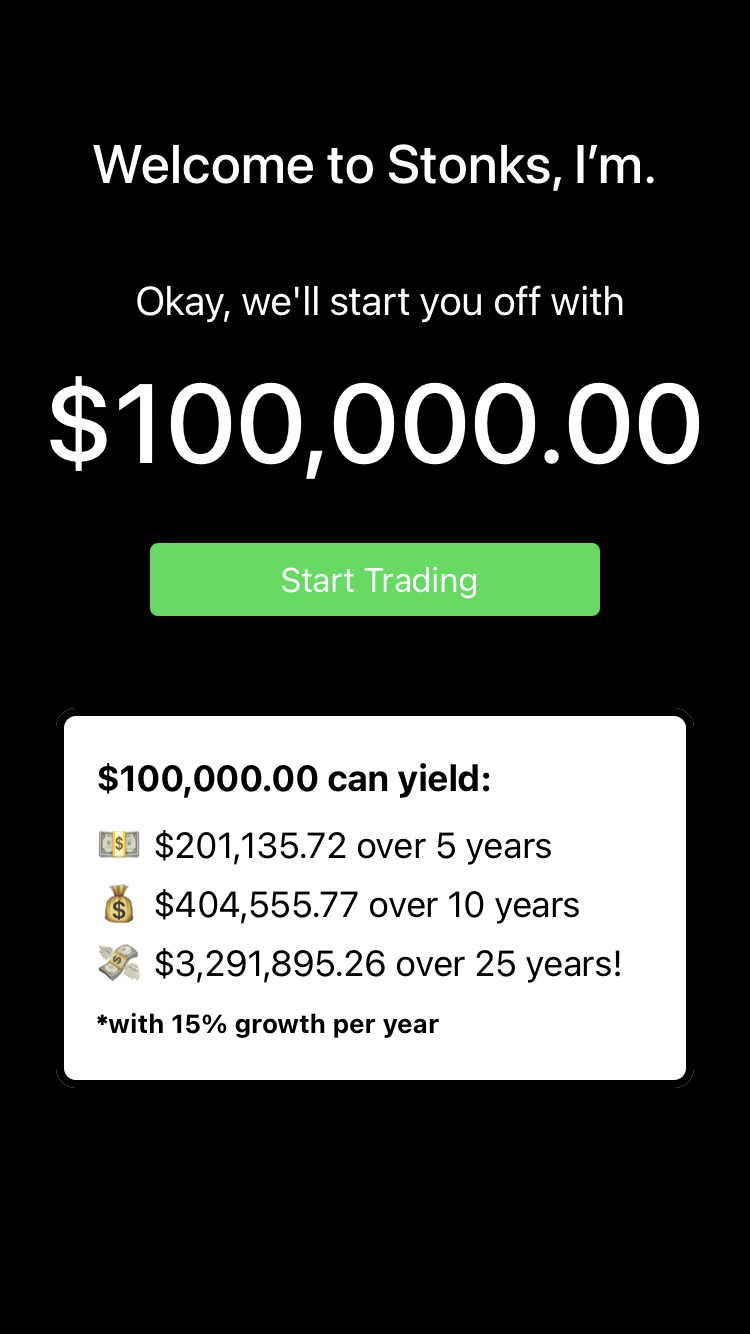 Welcome to Stonks, I’m.
Okay, we'll start you off with
$100,000.00
Start Trading
$100,000.00 can yield:
💵 $201,135.72 over 5 years
💰 $404,555.77 over 10 years
💸 $3,291,895.26 over 25 years!
*with 15% growth per year